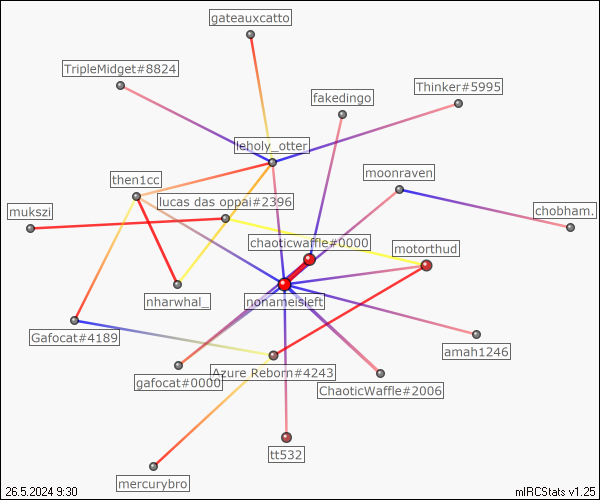 gateauxcatto
TripleMidget#8824
Thinker#5995
fakedingo
leholy_otter
moonraven
then1cc
lucas das oppai#2396
mukszi
chobham.
chaoticwaffle#0000
motorthud
nharwhal_
nonameisleft
Gafocat#4189
amah1246
Azure Reborn#4243
gafocat#0000
ChaoticWaffle#2006
tt532
mercurybro
26.5.2024 9:30
mIRCStats v1.25